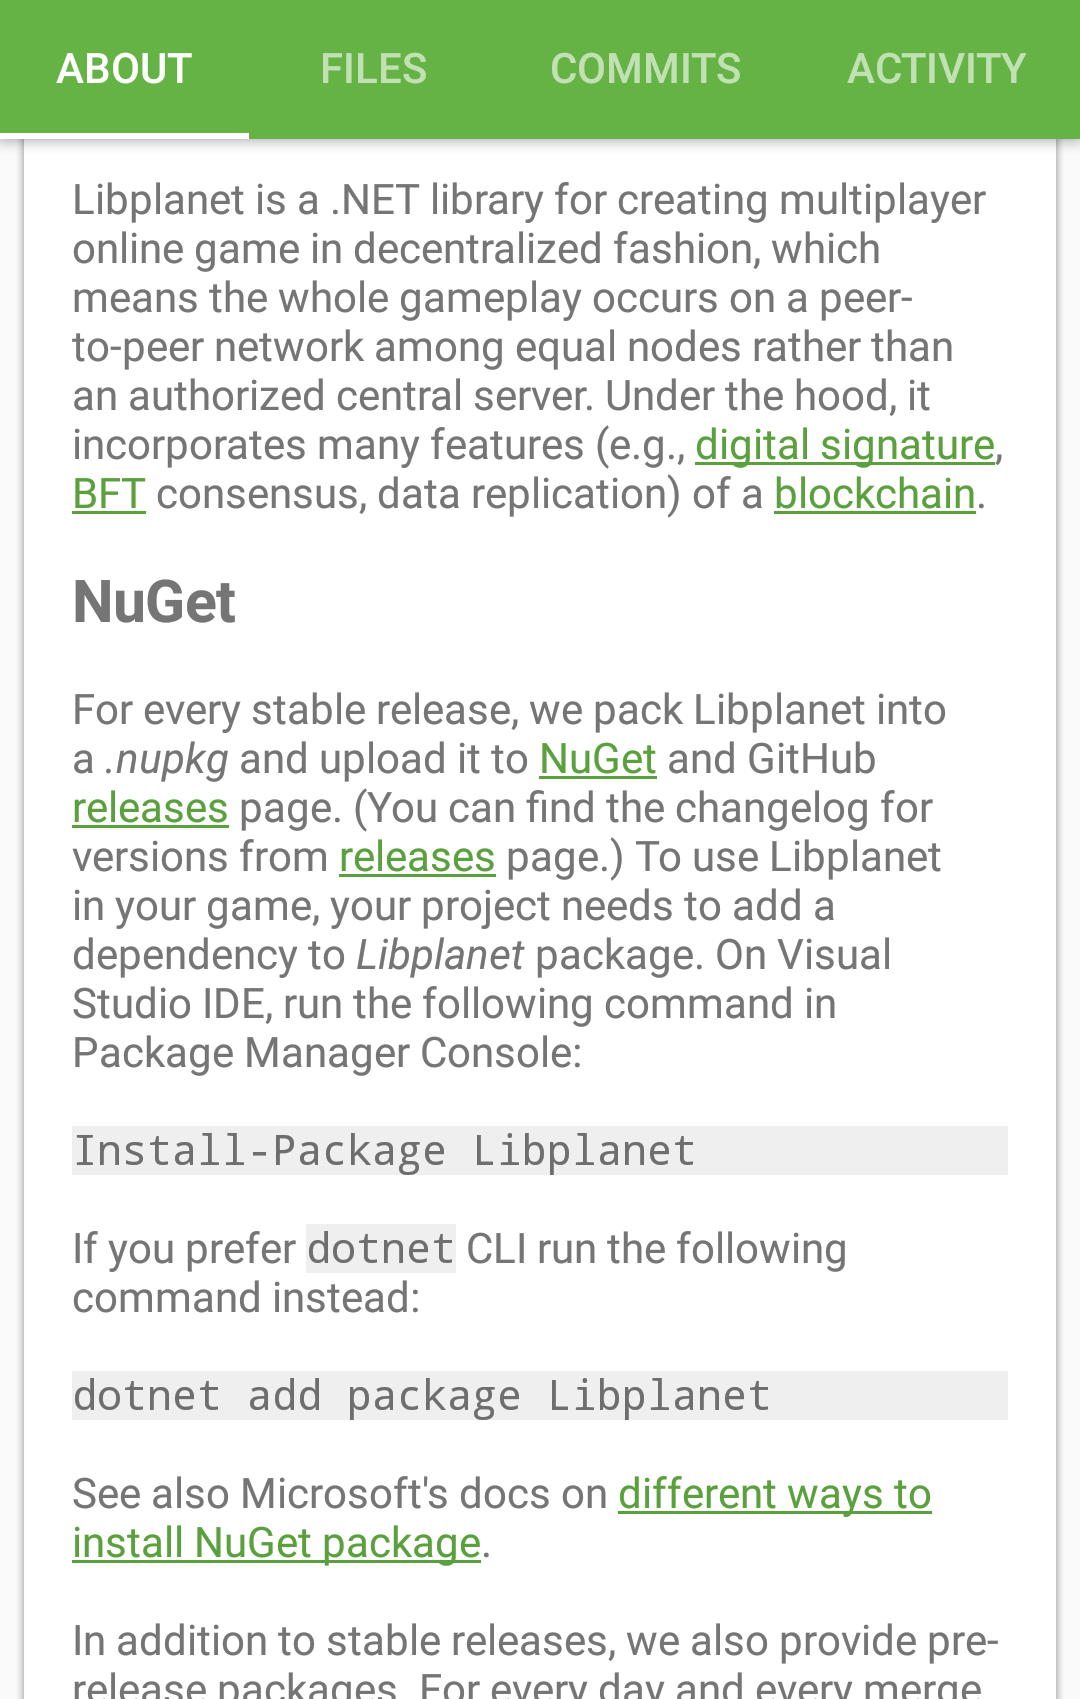 ABOUT FILES COMMITS ACTIVITY
Libplanet is a .NET library for creating multiplayer
online game in decentralized fashion, which
means the whole gameplay occurs on a peer-
to-peer network among equal nodes rather than
an authorized central server. Under the hood, it
incorporates many features (e.g., digital signature,
BFT consensus, data replication) of a blockchain.
NuGet
For every stable release, we pack Libplanet into
a .nupkg and upload it to NuGet and GitHub
releases page. (You can find the changelog for
versions from releases page.) To use Libplanet
in your game, your project needs to add a
dependency to Libplanet package. On Visual
Studio IDE, run the following command in
Package Manager Console:
Install-Package Libplanet
If you prefer dotnet CLI run the following
command instead:
dotnet add package Libplanet
See also Microsoft's docs on different ways to
install NuGet package.
In addition to stable releases, we also provide pre-
release packages. For every day and every merge